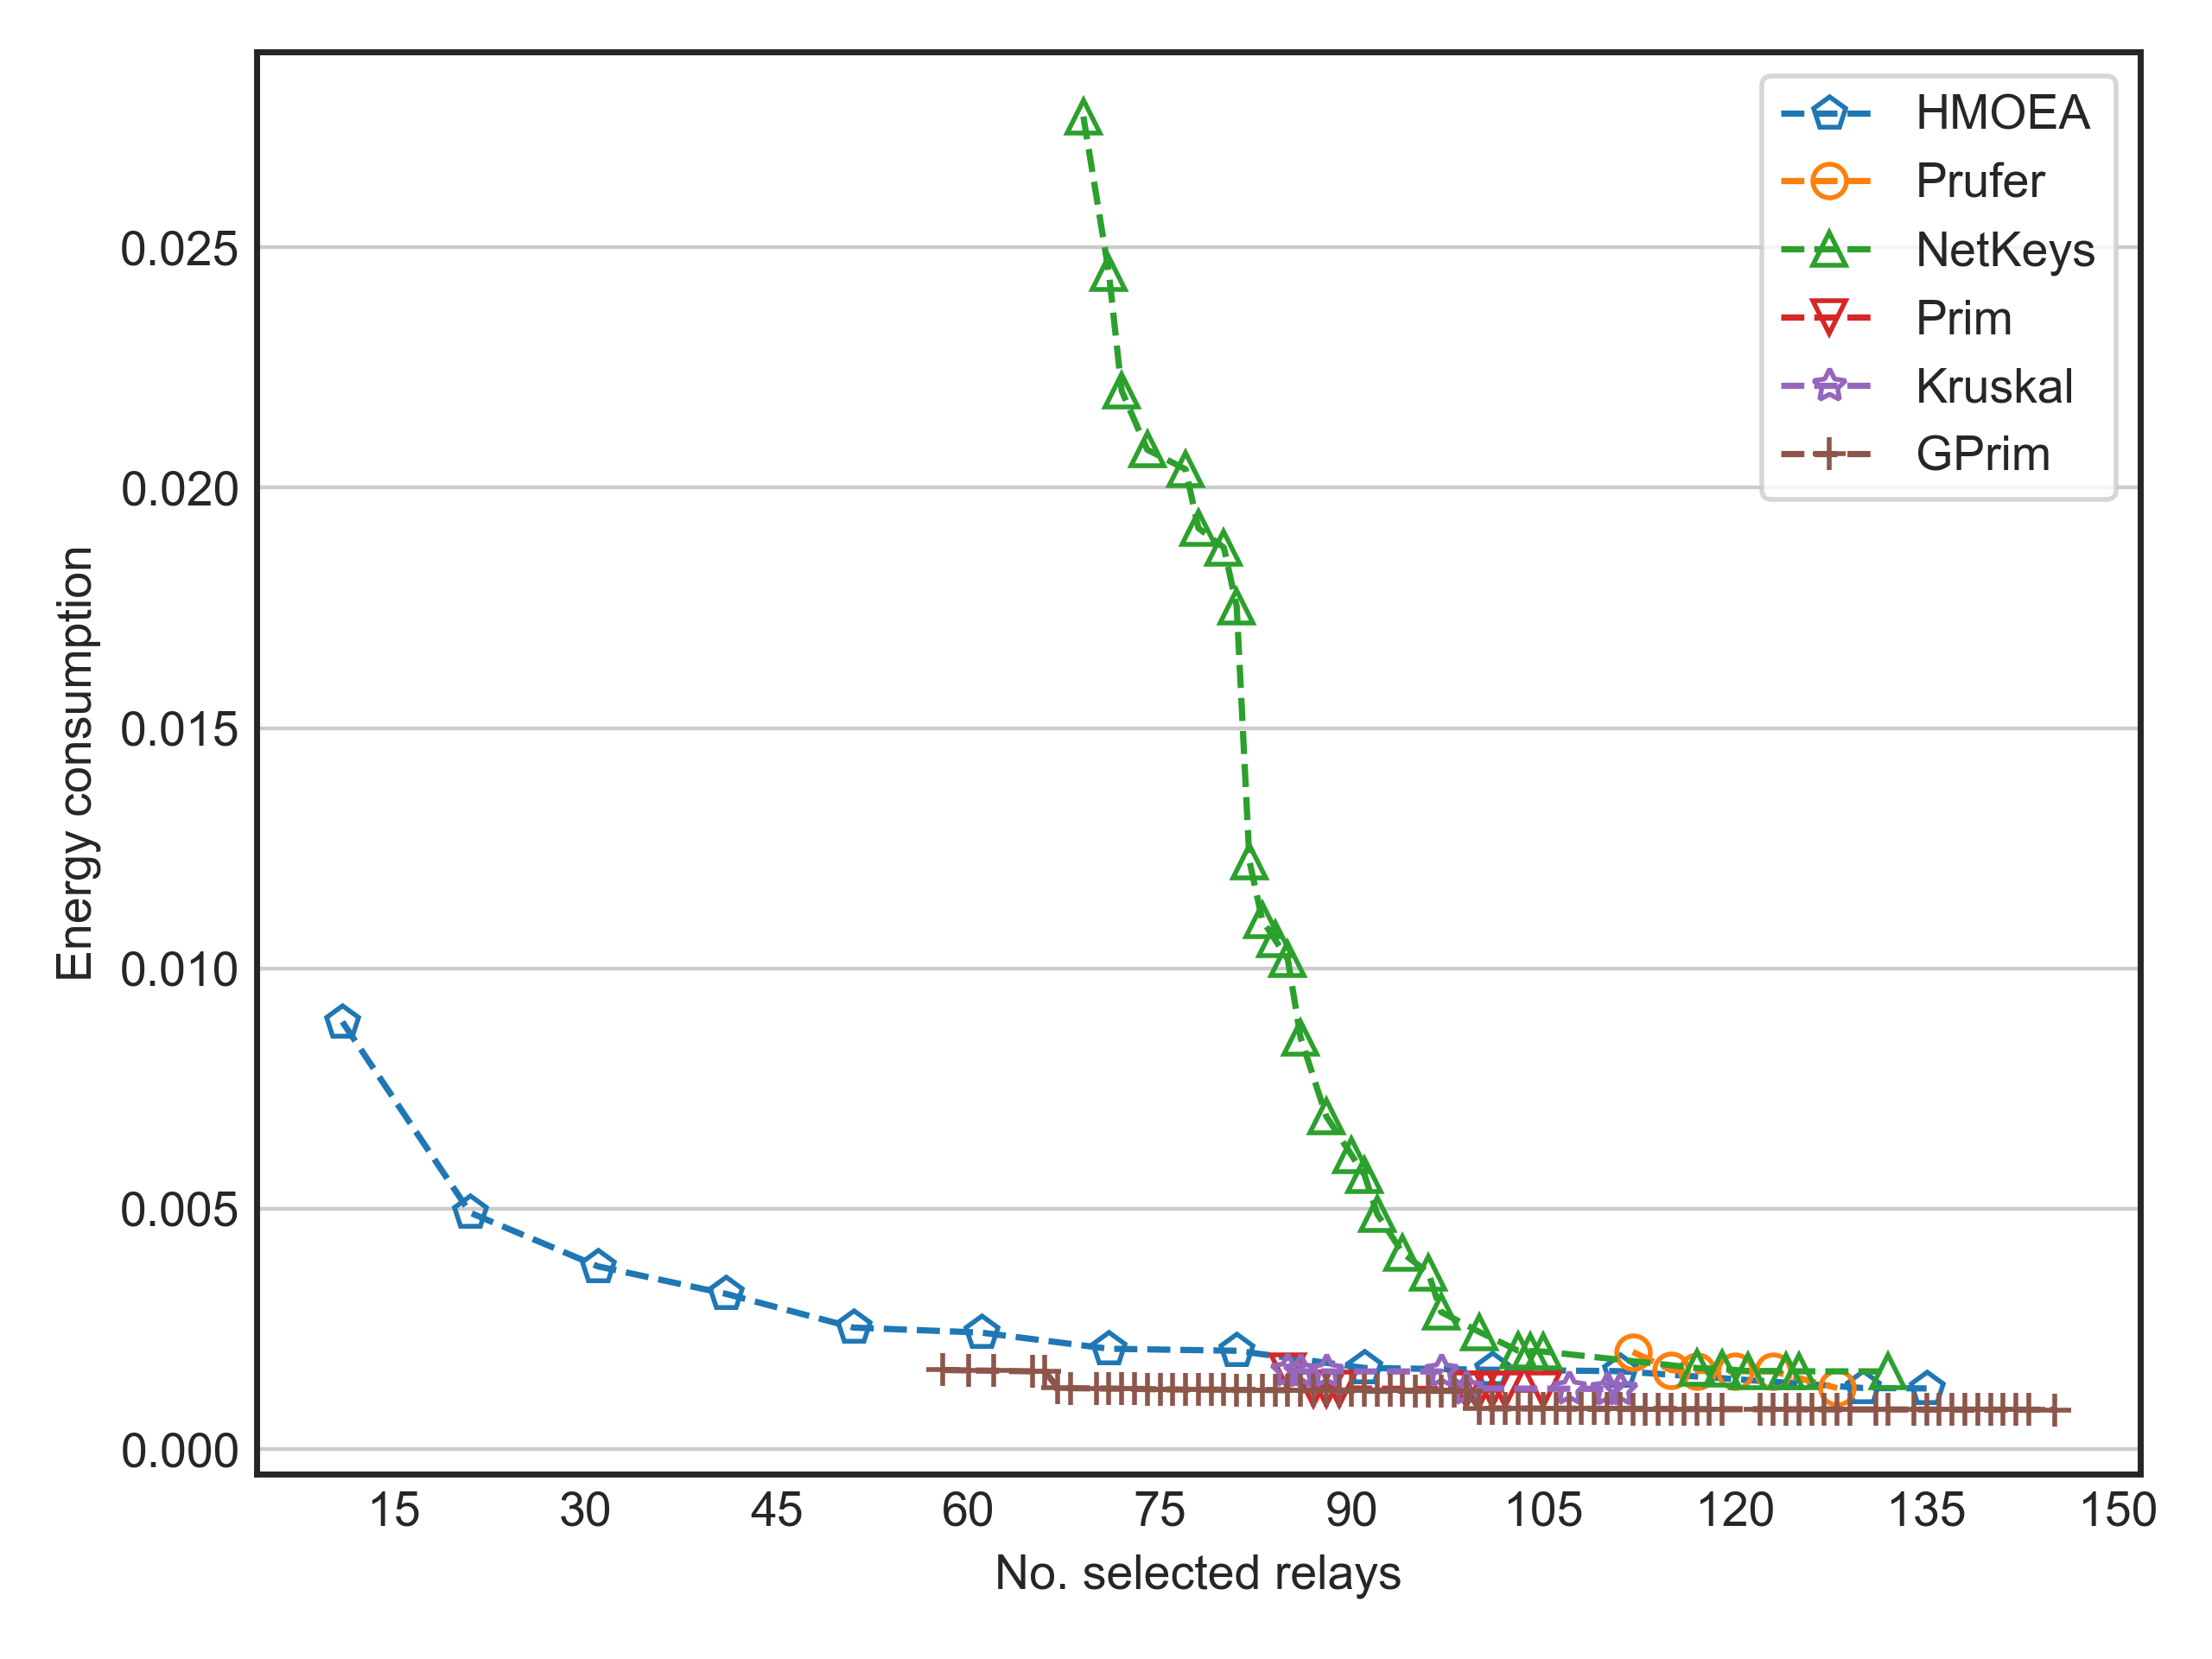 HMOEA
Prufer
NetKeys
Prim
Kruskal
GPrim
0.025
0.020
0.015
0.010
0.005
0.000
Energy consumption
15 30 45 60 75 90 105 120 135 150
No. selected relays